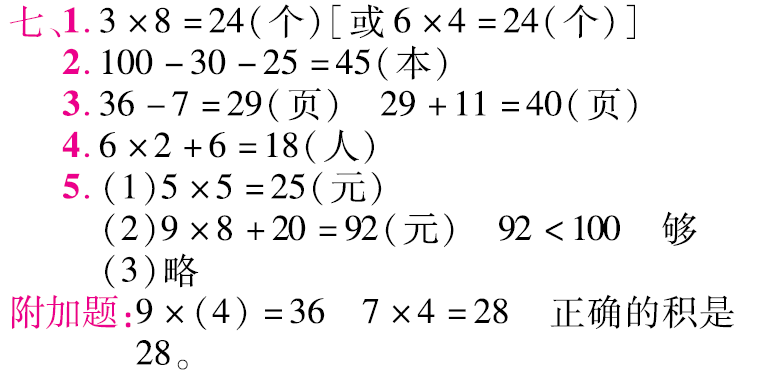 七、1. 3×8=24(个)[或6×4=24(个)]
2. 100-30-25=45(本)
3. 36-7=29(页) 29+11=40(页)
4. 6×2+6=18(人)
5. (1)5×5=25(元)
(2)9×8+20=92(元) 92<100 够
(3)略
附加题:9×(4)=36 7×4=28 正确的积是
28。